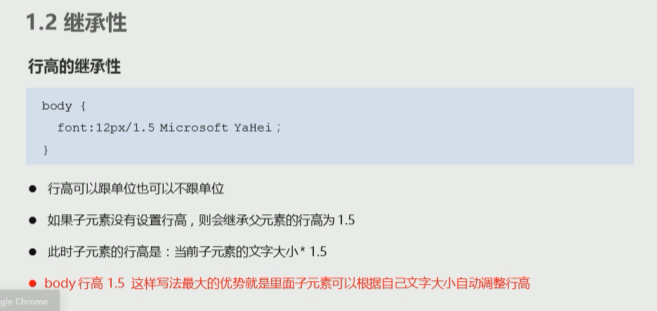 1.2 继承性
行高的继承性
body {
font:12px/1.5 Microsoft YaHei；
}
● 行高可以跟单位也可以不跟单位
● 如果子元素没有设置行高，则会继承父元素的行高为 1.5
● 此时子元素的行高是：当前子元素的文字大小* 1.5
● body 行高 1.5 这样写法最大的优势就是里面子元素可以根据自己文字大小自动调整行高
gle Chrome